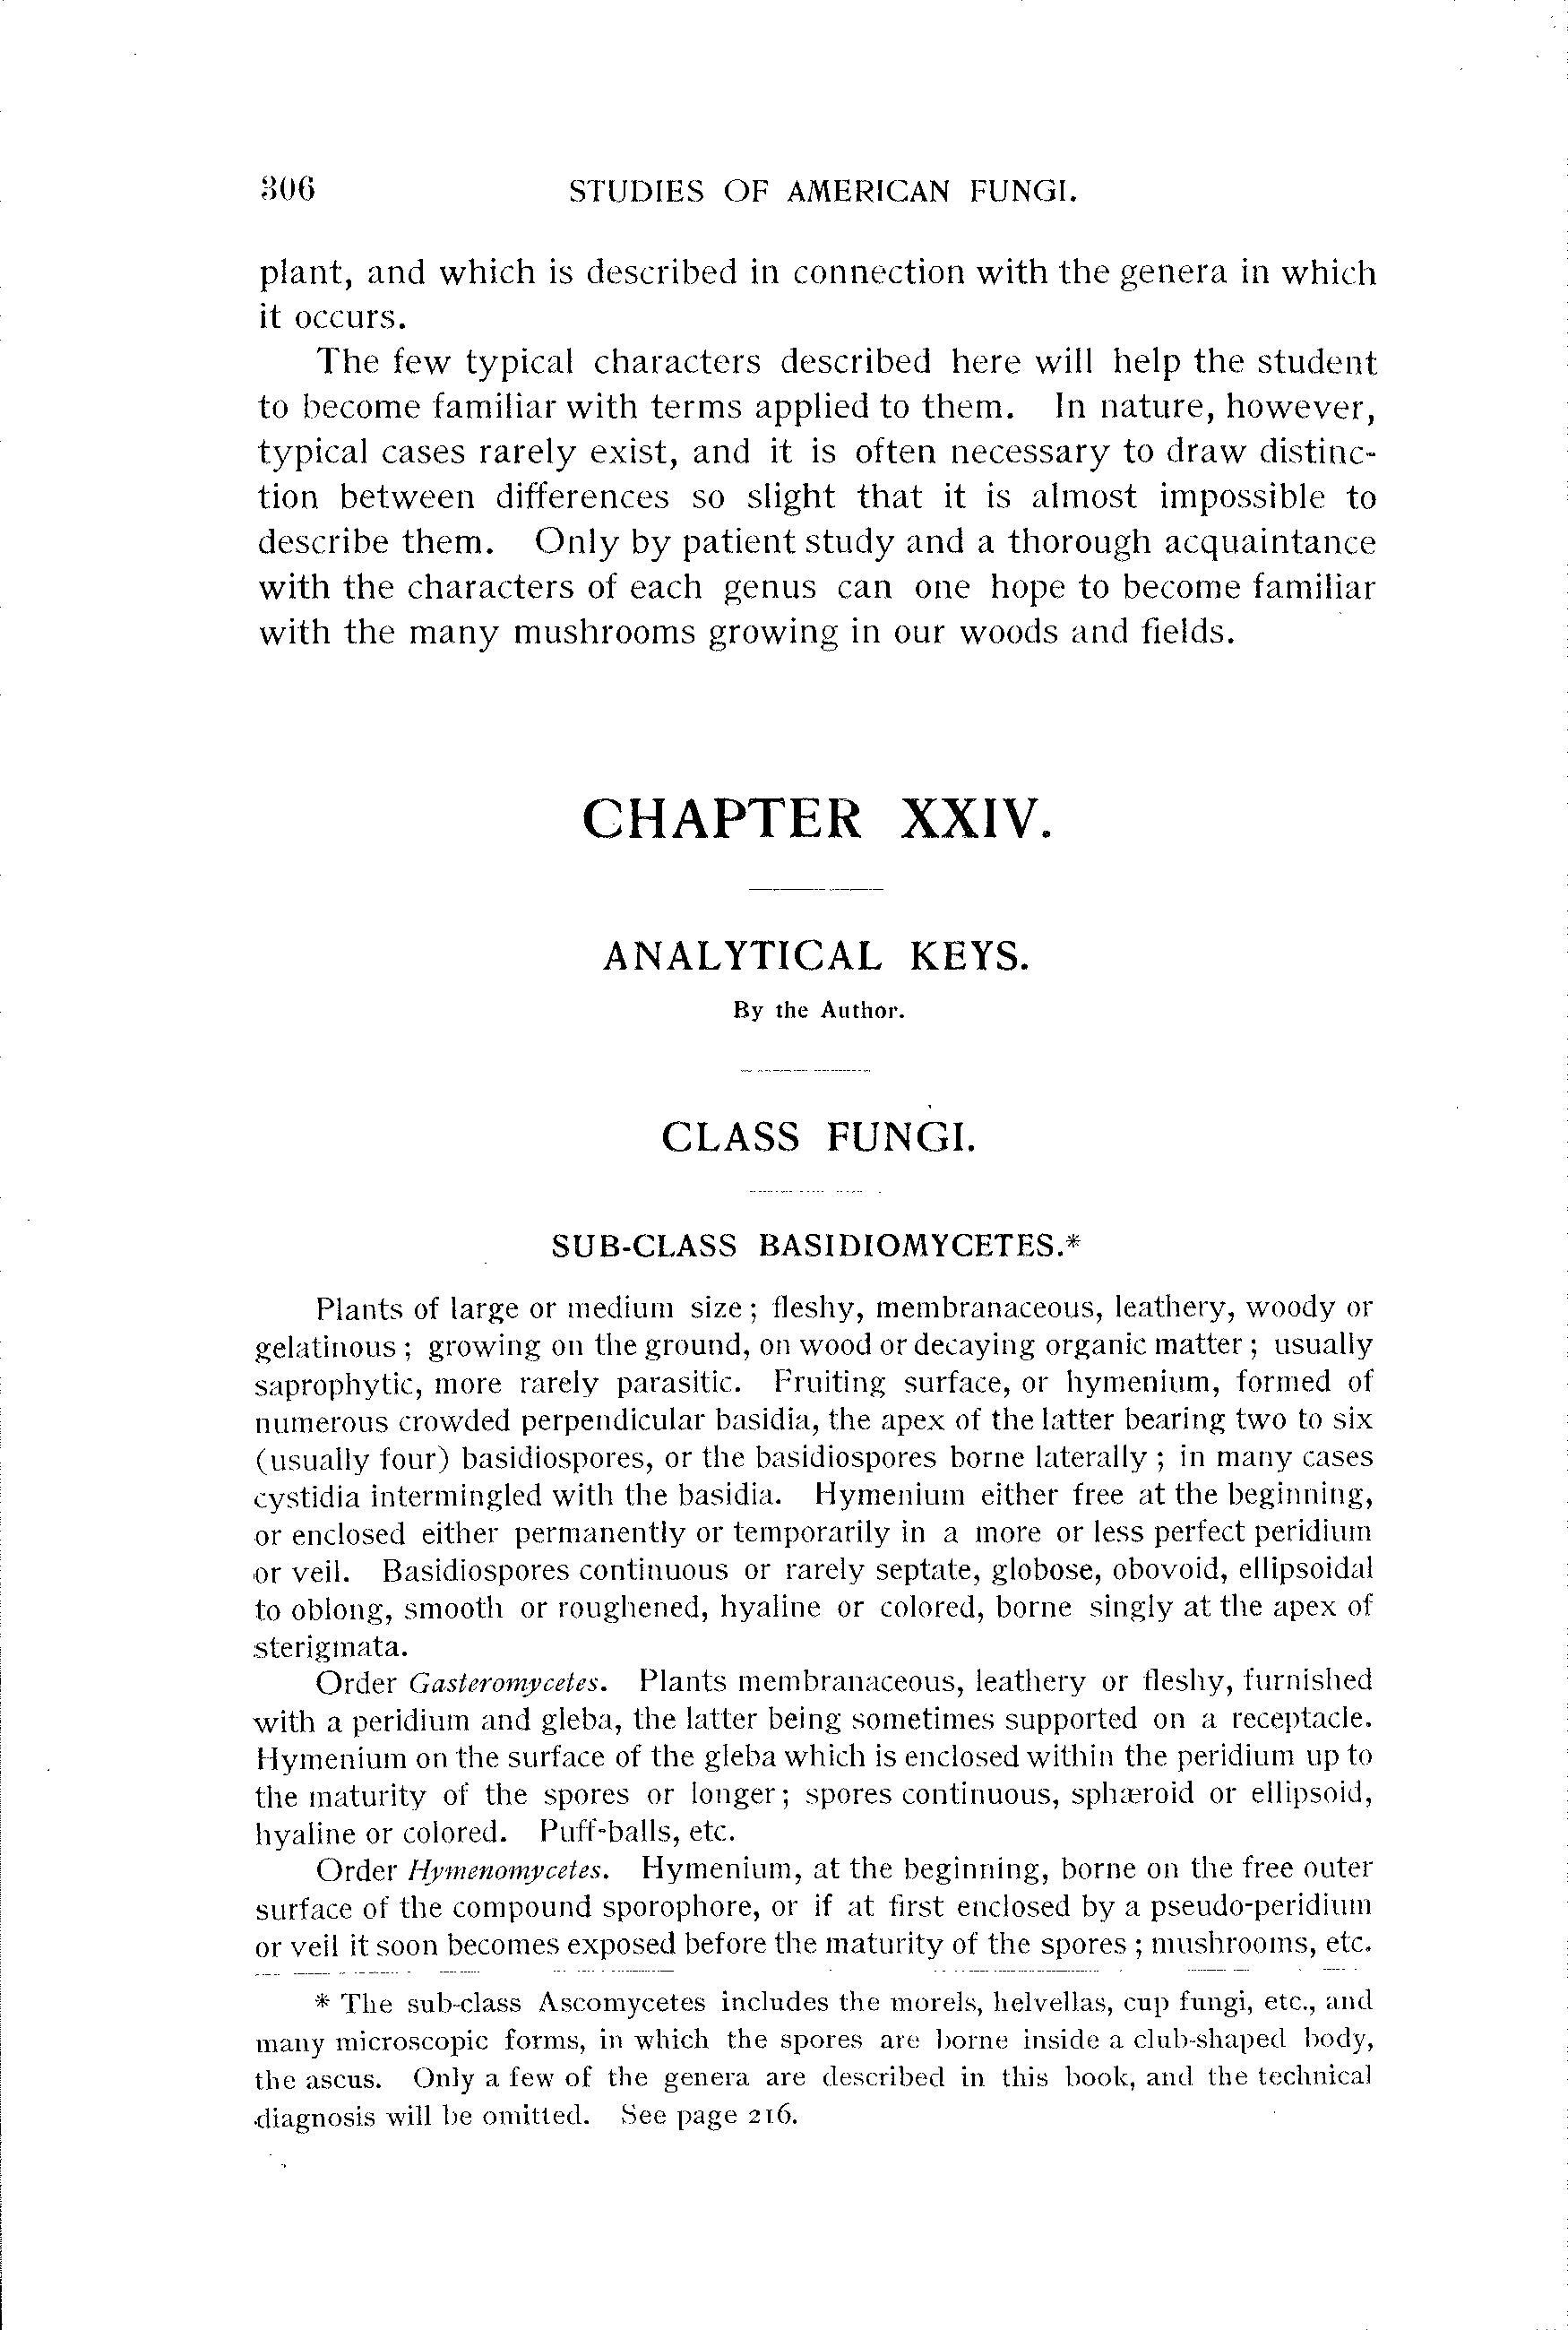 306 STUDIES OF AMERICAN FUNGI.
plant, and which is described in connection with the genera in which
it occurs.
The few typical characters described here will help the student
to become familiar with terms applied to them. In nature, however,
typical cases rarely exist, and it is often necessary to draw distinc-
tion between differences so slight that it is almost impossible to
describe them. Only by patient study and a thorough acquaintance
with the characters of each genus can one hope to become familiar
with the many mushrooms growing in our woods and fields.
CHAPTER XXIV.
ANALYTICAL KEYS.
By the Author.
CLASS FUNGI.
SUB-CLASS BASIDIOMYCETES.*
Plants of large or medium size; fleshy, membranaceous, leathery, woody or
gelatinous; growing on the ground, on wood or decaying organic matter; usually
saprophytic, more rarely parasitic. Fruiting surface, or hymenium, formed of
numerous crowded perpendicular basidia, the apex of the latter bearing two to six
(usually four) basidiospores, or the basidiospores borne laterally; in many cases
cystidia intermingled with the basidia. Hymenium either free at the beginning,
or enclosed either permanently or temporarily in a more or less perfect peridium
or veil. Basidiospores continuous or rarely septate, globose, obovoid, ellipsoidal
to oblong, smooth or roughened, hyaline or colored, borne singly at the apex of
sterigmata.
Order Gasteromycetes. Plants membranaceous, leathery or fleshy, furnished
with a peridium and gleba, the latter being sometimes supported on a receptacle.
Hymenium on the surface of the gleba which is enclosed within the peridium up to
the maturity of the spores or longer; spores continuous, sphæroid or ellipsoid,
hyaline or colored. Puff-balls, etc.
Order Hymenomycetes. Hymenium, at the beginning, borne on the free outer
surface of the compound sporophore, or if at first enclosed by a pseudo-peridium
or veil it soon becomes exposed before the maturity of the spores; mushrooms, etc.
* The sub-class Ascomycetes includes the morels, helvellas, cup fungi, etc., and
many microscopic forms, in which the spores are borne inside a club-shaped body,
the ascus. Only a few of the genera are described in this book, and the technical
diagnosis will be omitted. See page 216.